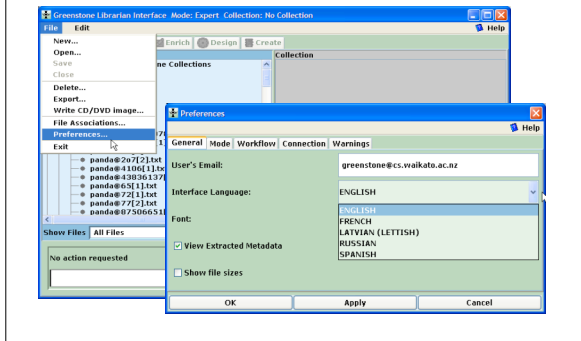 Greenstone Librarian Interface  Mode: Expert  Collection: No Collection
File Edit Help
New...
Open...
Save
Close
Delete...
Export...
Write CD/DVD image...
File Associations...
Preferences...
Exit
Enrich Design Create
ne Collections
Collection
panda@2o7[2].txt
panda@4106[1].txt
panda@43836137[
panda@65[1].txt
panda@72[1].txt
panda@77[2].txt
panda@87506651[
Show Files All Files
No action requested
Preferences
Help
General Mode Workflow Connection Warnings
User's Email: greenstone@cs.waikato.ac.nz
Interface Language: ENGLISH
ENGLISH
FRENCH
LATVIAN (LETTISH)
RUSSIAN
SPANISH
Font:
View Extracted Metadata
Show file sizes
OK Apply Cancel